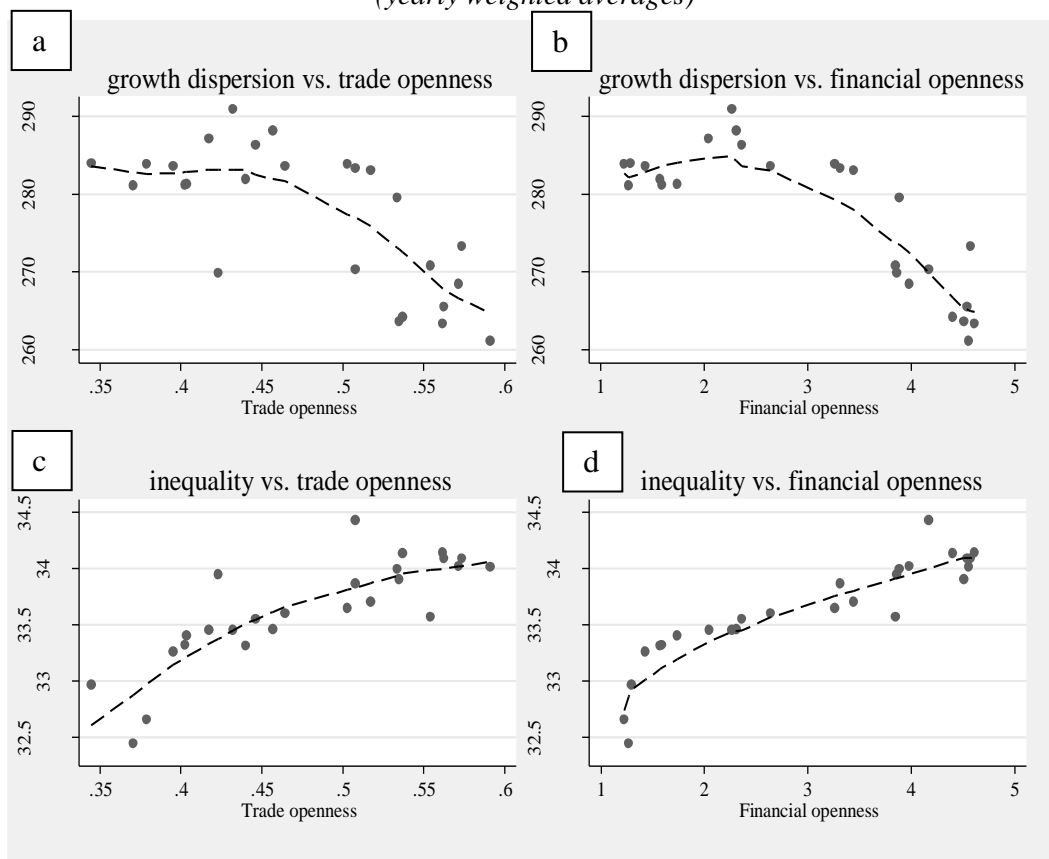 (yearly weighted averages)
a
growth dispersion vs. trade openness
290
280
270
260
.35 .4 .45 .5 .55 .6
Trade openness
b
growth dispersion vs. financial openness
290
280
270
260
1 2 3 4 5
Financial openness
c
inequality vs. trade openness
34.5
34
33.5
33
32.5
.35 .4 .45 .5 .55 .6
Trade openness
d
inequality vs. financial openness
34.5
34
33.5
33
32.5
1 2 3 4 5
Financial openness